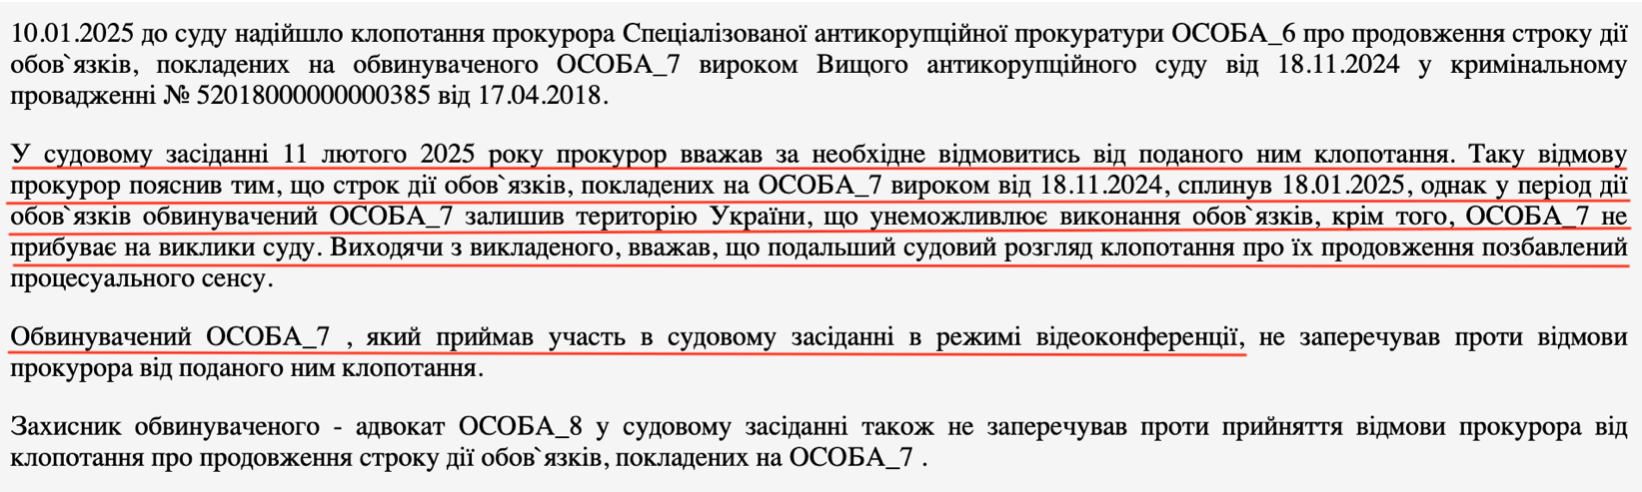 10.01.2025 до суду надійшло клопотання прокурора Спеціалізованої антикорупційної прокуратури ОСОБА_6 про продовження строку дії
обов`язків, покладених на обвинуваченого ОСОБА_7 вироком Вищого антикорупційного суду від 18.11.2024 у кримінальному
провадженні № 52018000000000385 від 17.04.2018.
У судовому засіданні 11 лютого 2025 року прокурор вважав за необхідне відмовитись від поданого ним клопотання. Таку відмову
прокурор пояснив тим, що строк дії обов`язків, покладених на ОСОБА_7 вироком від 18.11.2024, сплинув 18.01.2025, однак у період дії
обов`язків обвинувачений ОСОБА_7 залишив територію України, що унеможливлює виконання обов`язків, крім того, ОСОБА_7 не
прибуває на виклики суду. Виходячи з викладеного, вважав, що подальший судовий розгляд клопотання про їх продовження позбавлений
процесуального сенсу.
Обвинувачений ОСОБА_7 , який приймав участь в судовому засіданні в режимі відеоконференції, не заперечував проти відмови
прокурора від поданого ним клопотання.
Захисник обвинуваченого - адвокат ОСОБА_8 у судовому засіданні також не заперечував проти прийняття відмови прокурора від
клопотання про продовження строку дії обов`язків, покладених на ОСОБА_7 .